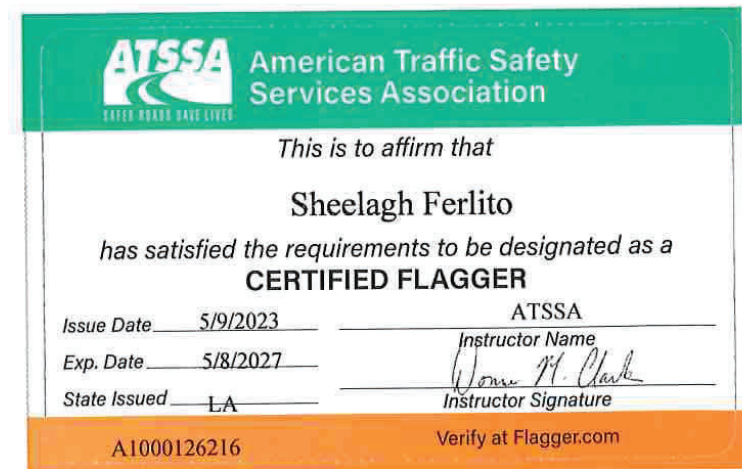 ATSSA
SAFER ROADS SAVE LIVES
American Traffic Safety
Services Association
This is to affirm that
Sheelagh Ferlito
has satisfied the requirements to be designated as a
CERTIFIED FLAGGER
Issue Date 5/9/2023
ATSSA
Instructor Name
Exp. Date 5/8/2027
State Issued LA
Instructor Signature
A1000126216
Verify at Flagger.com